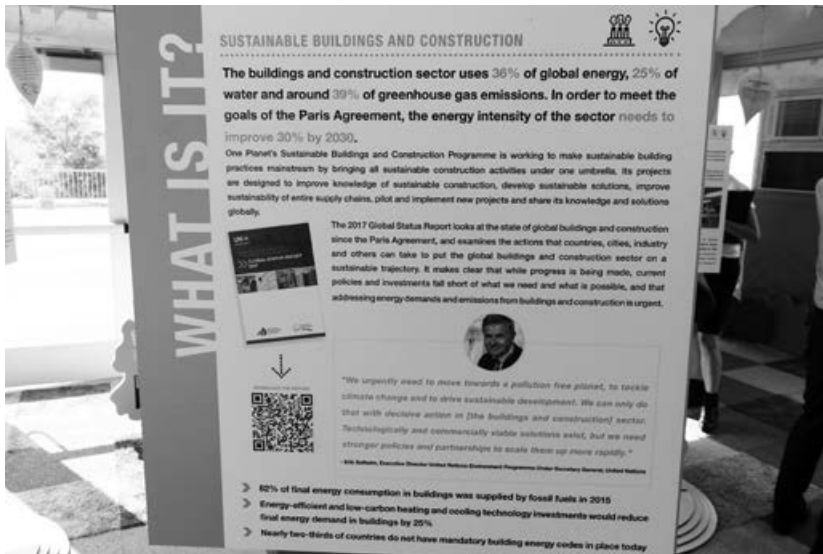 WHAT IS IT?
SUSTAINABLE BUILDINGS AND CONSTRUCTION
The buildings and construction sector uses 36% of global energy, 25% of
water and around 39% of greenhouse gas emissions. In order to meet the
goals of the Paris Agreement, the energy intensity of the sector needs to
improve 30% by 2030.
One Planet's Sustainable Buildings and Construction Programme is working to make sustainable building
practices mainstream by bringing all sustainable construction activities under one umbrella. Its projects
are designed to improve knowledge of sustainable construction, develop sustainable solutions, improve
sustainability of entire supply chains, pilot and implement new projects and share its knowledge and solutions
globally.
The 2017 Global Status Report looks at the state of global buildings and construction
since the Paris Agreement, and examines the actions that countries, cities, industry
and others can take to put the global buildings and construction sector on a
sustainable trajectory. It makes clear that while progress is being made, current
policies and investments fall short of what we need and what is possible, and that
addressing energy demands and emissions from buildings and construction is urgent.
"We urgently need to move towards a pollution free planet, to tackle
climate change and to drive sustainable development. We can only do
that with decisive action in [the buildings and construction] sector.
Technologically and commercially viable solutions exist, but we need
stronger policies and partnerships to scale them up more rapidly."
- Erik Solheim, Executive Director United Nations Environment Programme Under Secretary General, United Nations
82% of final energy consumption in buildings was supplied by fossil fuels in 2015
Energy-efficient and low-carbon heating and cooling technology investments would reduce
final energy demand in buildings by 25%
Nearly two-thirds of countries do not have mandatory building energy codes in place today